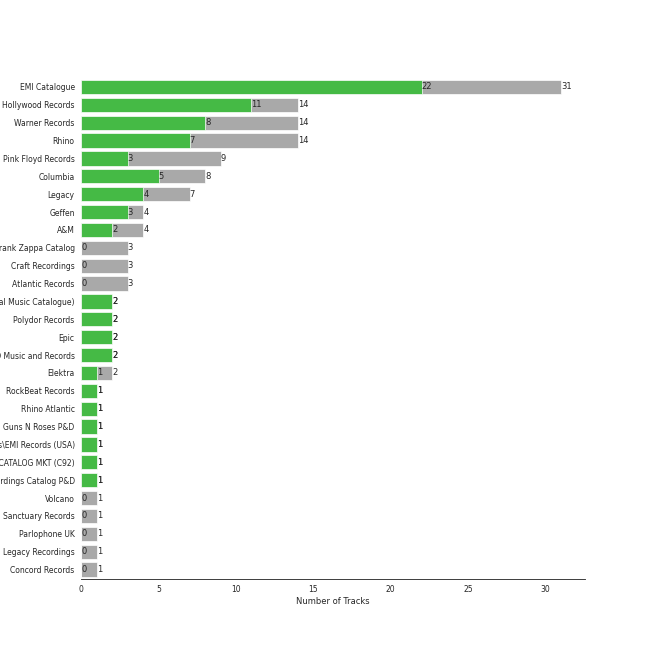 EMI Catalogue 22 31
Hollywood Records 11 14
Warner Records 8 14
Rhino 7 14
Pink Floyd Records 3 9
Columbia 5 8
Legacy 4 7
Geffen 3 4
A&M 2 4
Zappa Catalog 0 3
Craft Recordings 0 3
Atlantic Records 0 3
Music Catalogue) 2
Polydor Records 2
Epic 2
Music and Records 2
Elektra 1 2
RockBeat Records 1
Rhino Atlantic 1
Guns N Roses P&D 1
\EMI Records (USA) 1
CATALOG MKT (C92) 1
Catalog P&D 1
Volcano 0 1
Sanctuary Records 0 1
Parlophone UK 0 1
Legacy Recordings 0 1
Concord Records 0 1
0 5 10 15 20 25 30
Number of Tracks